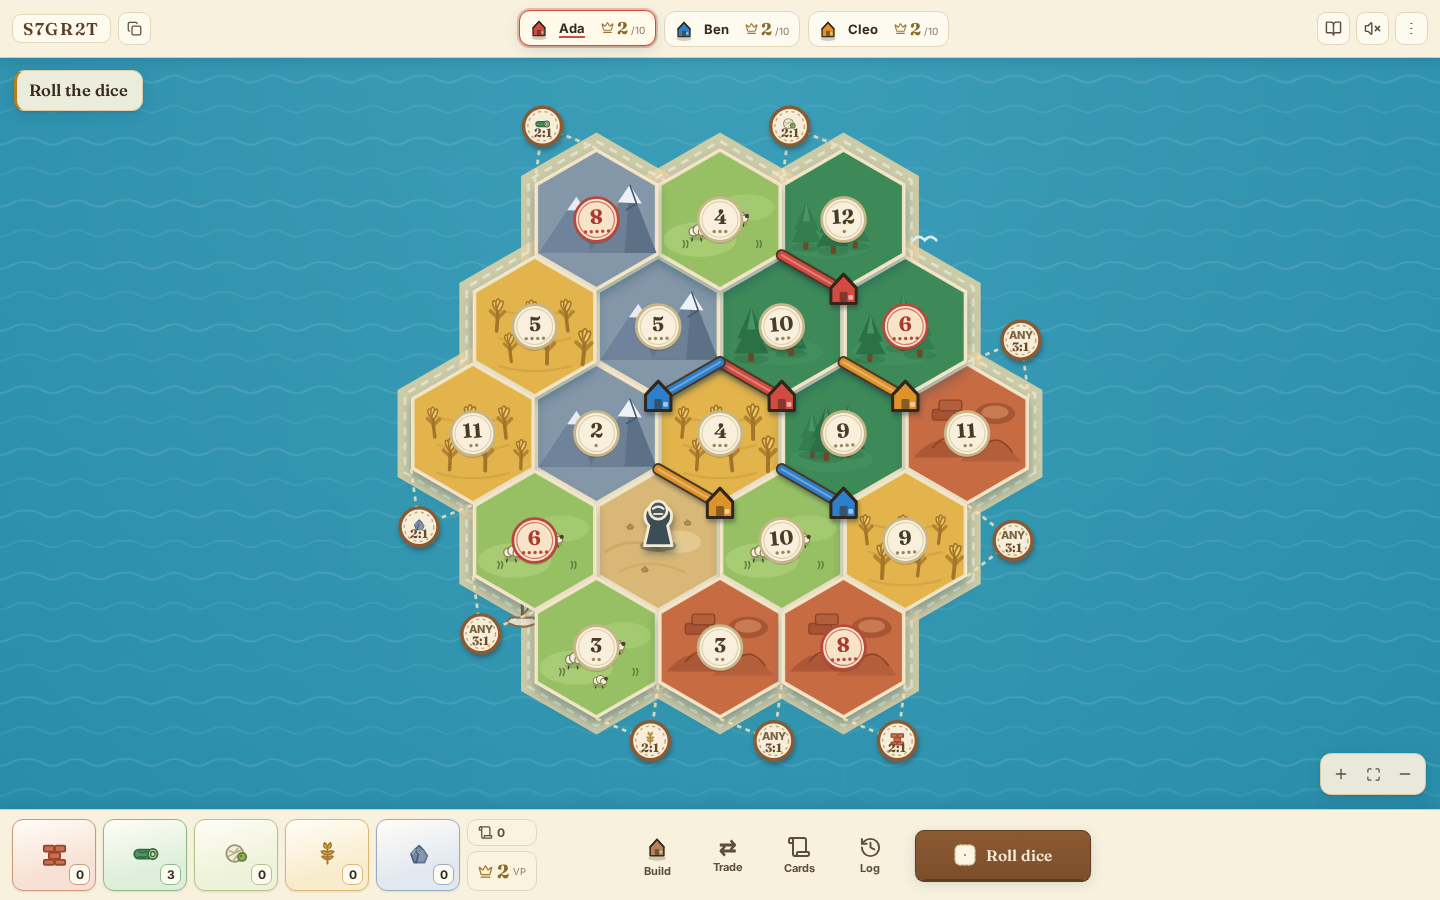 S7GR2T
Ada 2 /10
Ben 2 /10
Cleo 2 /10
Roll the dice
2:1
2:1
8
4
12
5
5
10
6
ANY
3:1
11
2
4
9
11
2:1
6
10
9
ANY
3:1
ANY
3:1
3
3
8
2:1
ANY
3:1
2:1
0
3
0
0
0
0
2 VP
Build
Trade
Cards
Log
Roll dice